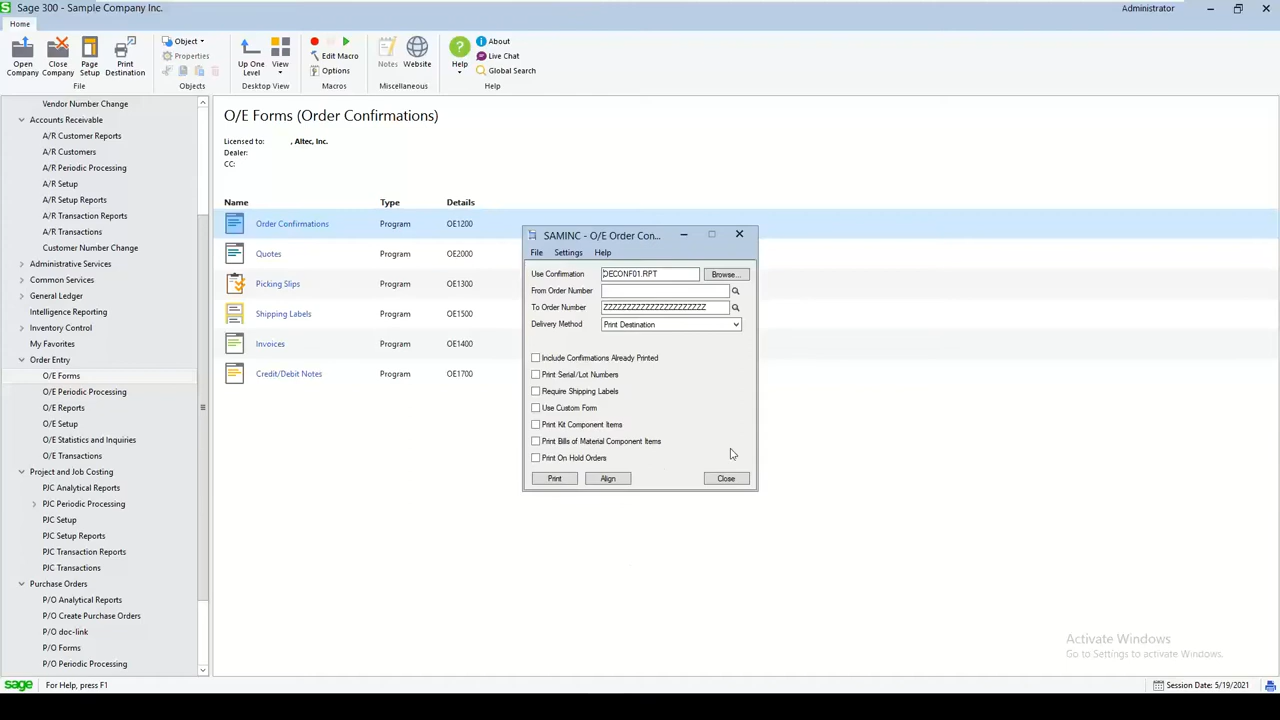 Sage 300 - Sample Company Inc.
Administrator
Home
Open Company
Close Company
Page Setup
Print Destination
File
Object
Properties
Objects
Up One Level
View
Desktop View
Edit Macro
Options
Macros
Notes
Website
Miscellaneous
Help
About
Live Chat
Global Search
Help
Vendor Number Change
Accounts Receivable
A/R Customer Reports
A/R Customers
A/R Periodic Processing
A/R Setup
A/R Setup Reports
A/R Transaction Reports
A/R Transactions
Customer Number Change
Administrative Services
Common Services
General Ledger
Intelligence Reporting
Inventory Control
My Favorites
Order Entry
O/E Forms
O/E Periodic Processing
O/E Reports
O/E Setup
O/E Statistics and Inquiries
O/E Transactions
Project and Job Costing
PJC Analytical Reports
PJC Periodic Processing
PJC Setup
PJC Setup Reports
PJC Transaction Reports
PJC Transactions
Purchase Orders
P/O Analytical Reports
P/O Create Purchase Orders
P/O doc-link
P/O Forms
P/O Periodic Processing
O/E Forms (Order Confirmations)
Licensed to: , Altec, Inc.
Dealer:
CC:
Name Type Details
Order Confirmations Program OE1200
Quotes Program OE2000
Picking Slips Program OE1300
Shipping Labels Program OE1500
Invoices Program OE1400
Credit/Debit Notes Program OE1700
SAMINC - O/E Order Con...
File Settings Help
Use Confirmation OECONF01.RPT Browse...
From Order Number
To Order Number ZZZZZZZZZZZZZZZZZZZZZZ
Delivery Method Print Destination
Include Confirmations Already Printed
Print Serial/Lot Numbers
Require Shipping Labels
Use Custom Form
Print Kit Component Items
Print Bills of Material Component Items
Print On Hold Orders
Print Align Close
Activate Windows
Go to Settings to activate Windows.
sage For Help, press F1
Session Date: 5/19/2021